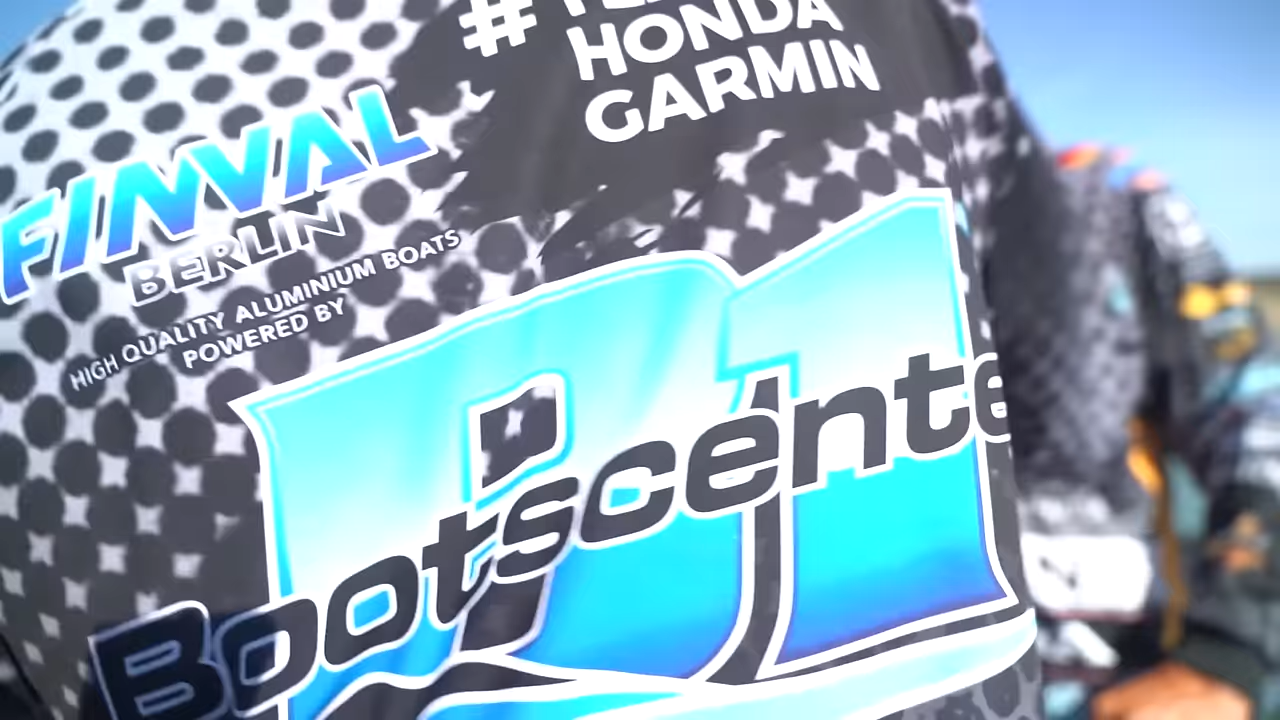 #
HONDA
GARMIN
FINVAL
BERLIN
HIGH QUALITY ALUMINIUM BOATS
POWERED BY
Bootscente